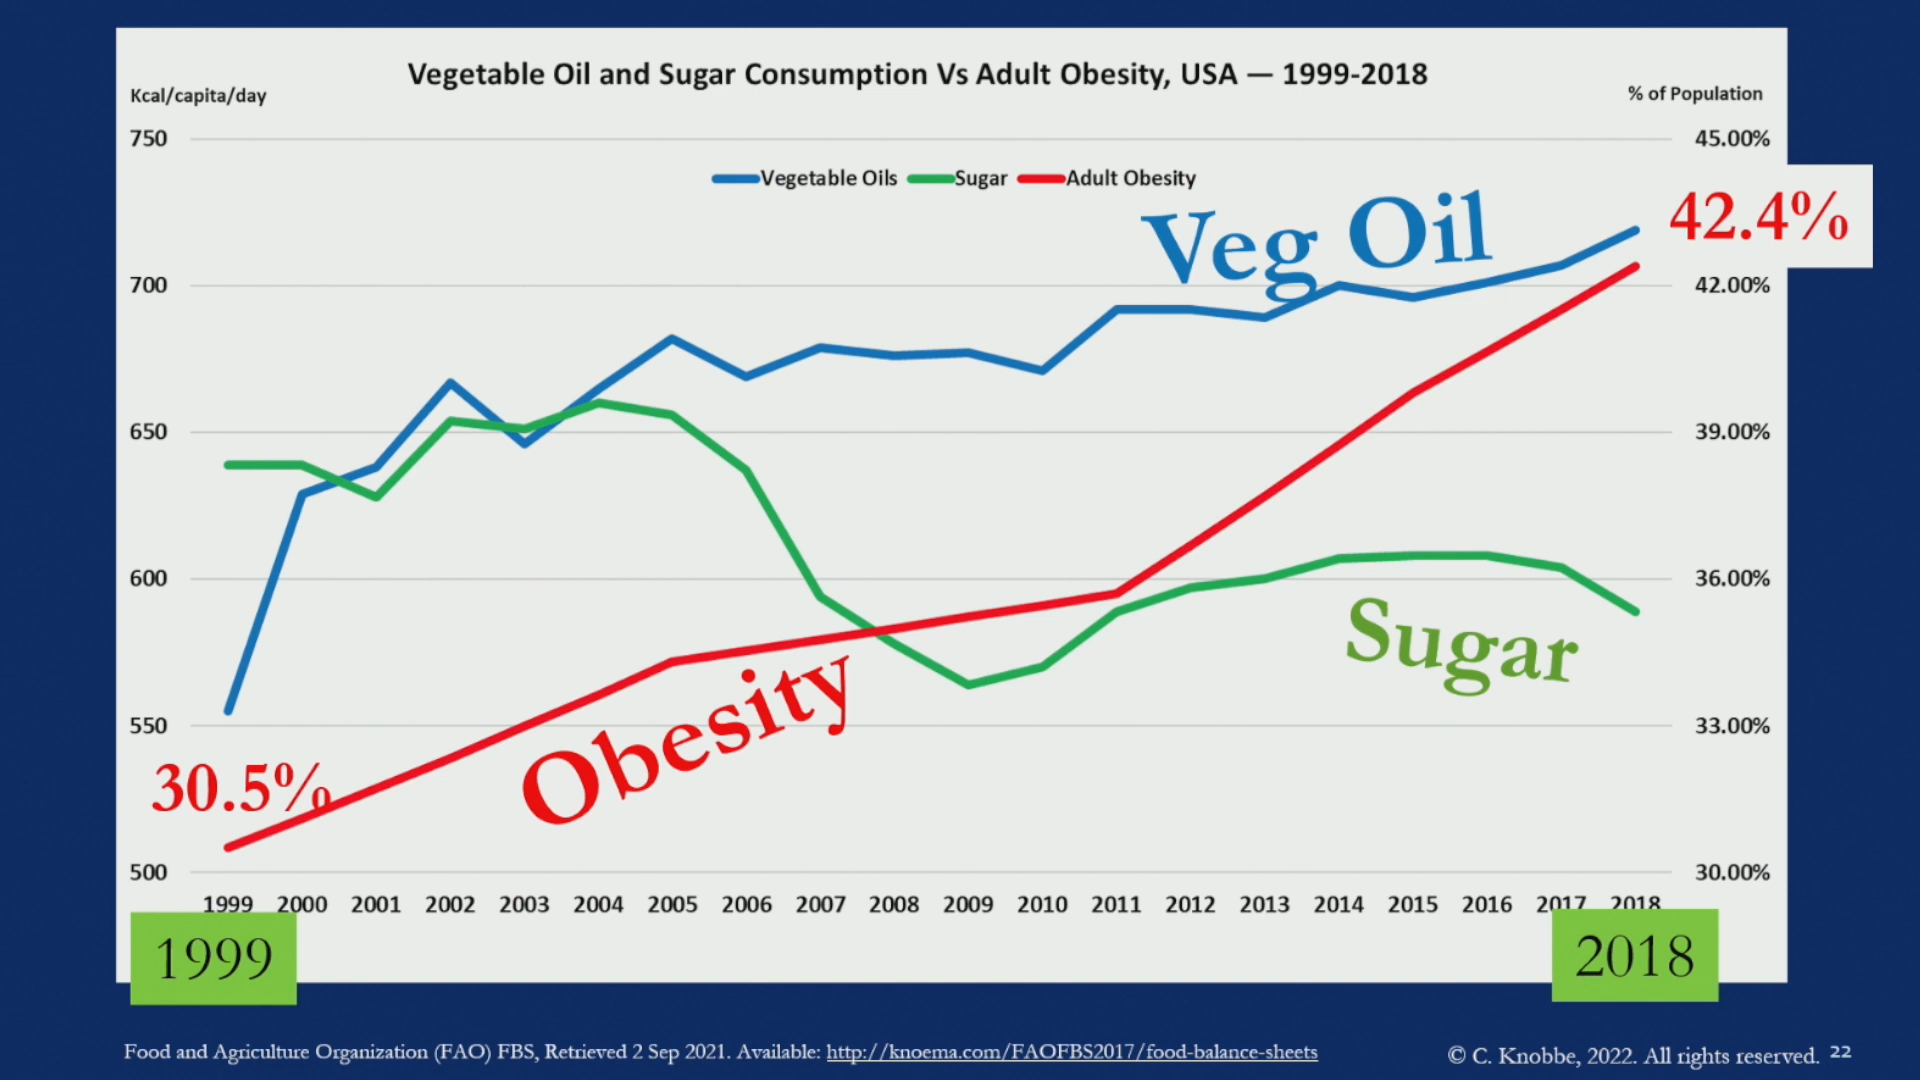 Vegetable Oil and Sugar Consumption Vs Adult Obesity, USA — 1999-2018
Kcal/capita/day
% of Population
750
45.00%
Vegetable Oils Sugar Adult Obesity
Veg Oil
42.4%
700
42.00%
650
39.00%
600
36.00%
Sugar
Obesity
550
33.00%
30.5%
500
30.00%
1999 2000 2001 2002 2003 2004 2005 2006 2007 2008 2009 2010 2011 2012 2013 2014 2015 2016 2017 2018
1999
2018
Food and Agriculture Organization (FAO) FBS, Retrieved 2 Sep 2021. Available: http://knoema.com/FAOFBS2017/food-balance-sheets
© C. Knobbe, 2022. All rights reserved. 22